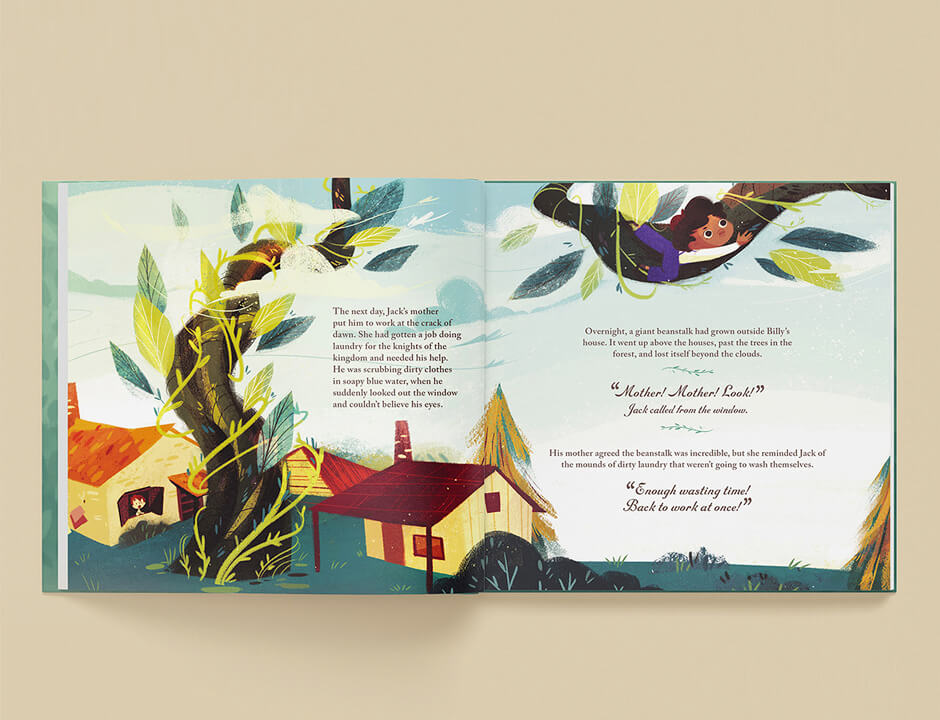 The next day, Jack's mother
put him to work at the crack of
dawn. She had gotten a job doing
laundry for the knights of the
kingdom and needed his help.
He was scrubbing dirty clothes
in soapy blue water, when he
suddenly looked out the window
and couldn't believe his eyes.
Overnight, a giant beanstalk had grown outside Billy's
house. It went up above the houses, past the trees in the
forest, and lost itself beyond the clouds.
“Mother! Mother! Look!”
Jack called from the window.
His mother agreed the beanstalk was incredible, but she reminded Jack of
the mounds of dirty laundry that weren't going to wash themselves.
“Enough wasting time!
Back to work at once!”